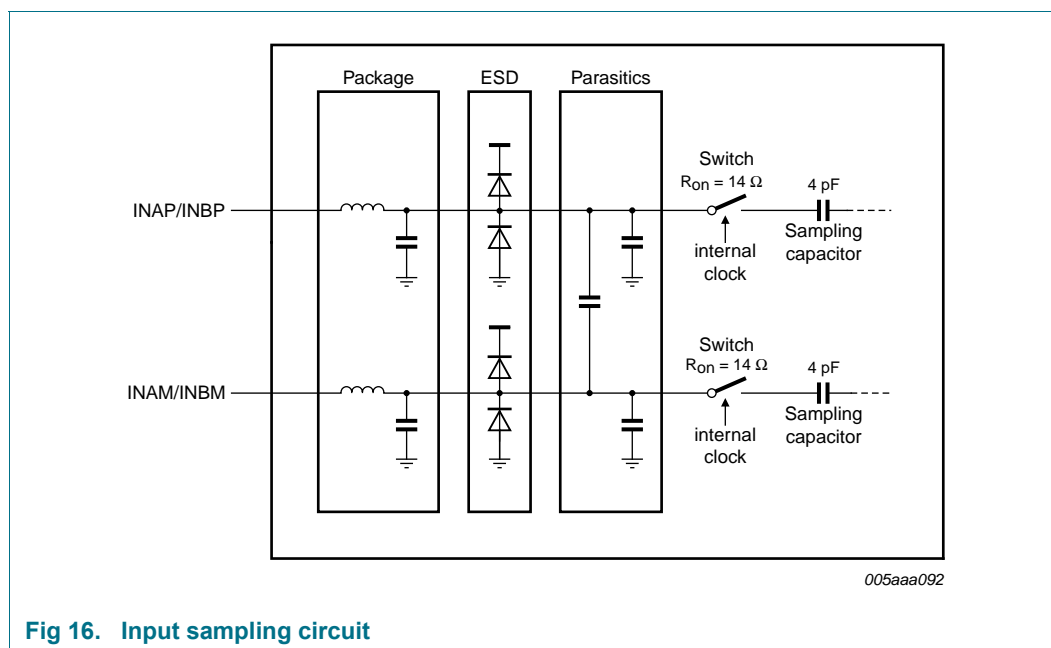 Package
ESD
Parasitics
Switch
Ron = 14 Ω
4 pF
INAP/INBP
internal
clock
Sampling
capacitor
Switch
Ron = 14 Ω
4 pF
INAM/INBM
internal
clock
Sampling
capacitor
005aaa092
Fig 16. Input sampling circuit